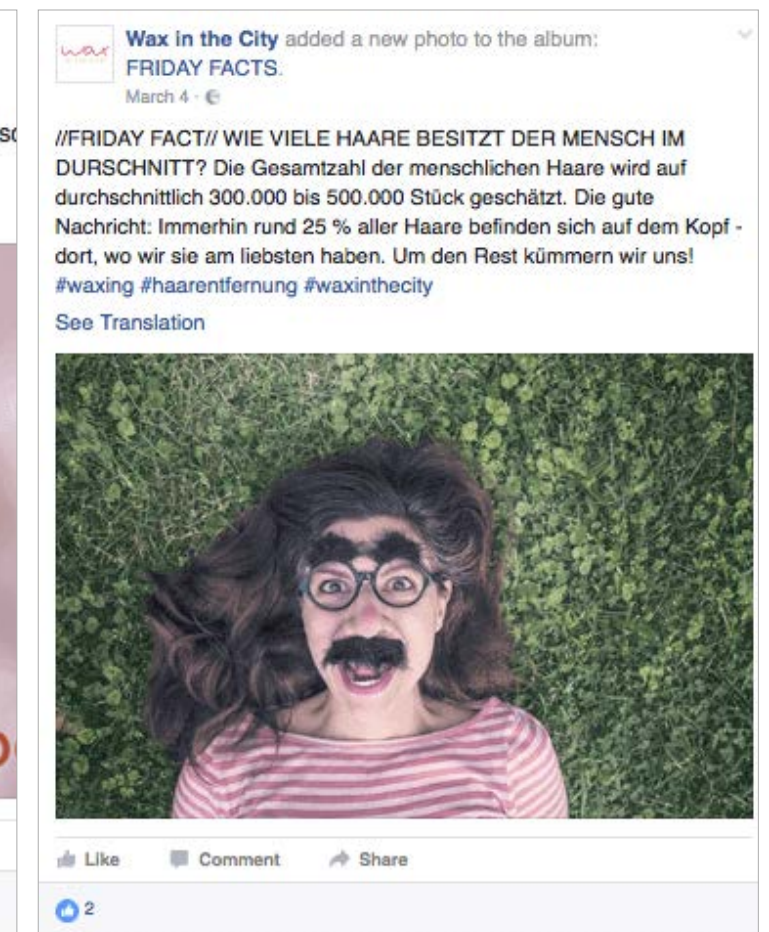 wax
Wax in the City added a new photo to the album:
FRIDAY FACTS.
March 4 ·
//FRIDAY FACT// WIE VIELE HAARE BESITZT DER MENSCH IM
DURSCHNITT? Die Gesamtzahl der menschlichen Haare wird auf
durchschnittlich 300.000 bis 500.000 Stück geschätzt. Die gute
Nachricht: Immerhin rund 25 % aller Haare befinden sich auf dem Kopf -
dort, wo wir sie am liebsten haben. Um den Rest kümmern wir uns!
#waxing #haarentfernung #waxinthecity
See Translation
Like Comment Share
2